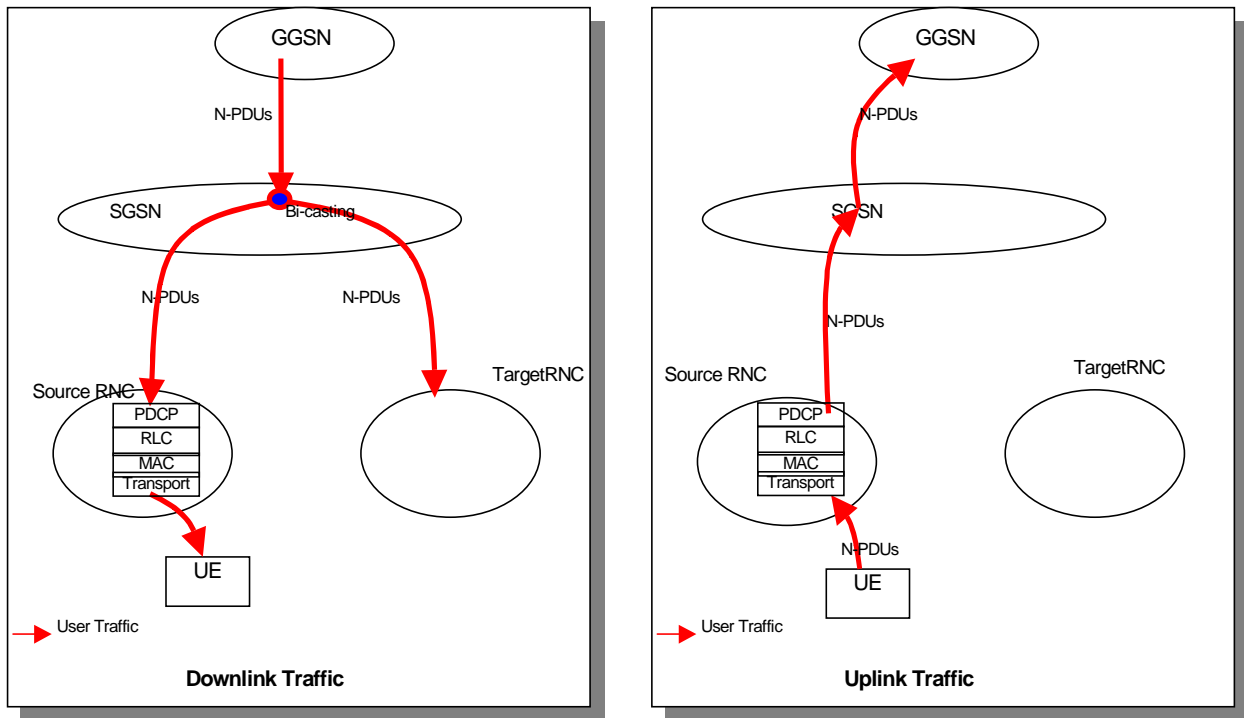 GGSN
N-PDUs
SGSN
Bi-casting
N-PDUs
N-PDUs
Source RNC
TargetRNC
PDCP
RLC
MAC
Transport
UE
User Traffic
Downlink Traffic
GGSN
N-PDUs
SGSN
N-PDUs
Source RNC
TargetRNC
PDCP
RLC
MAC
Transport
N-PDUs
UE
User Traffic
Uplink Traffic